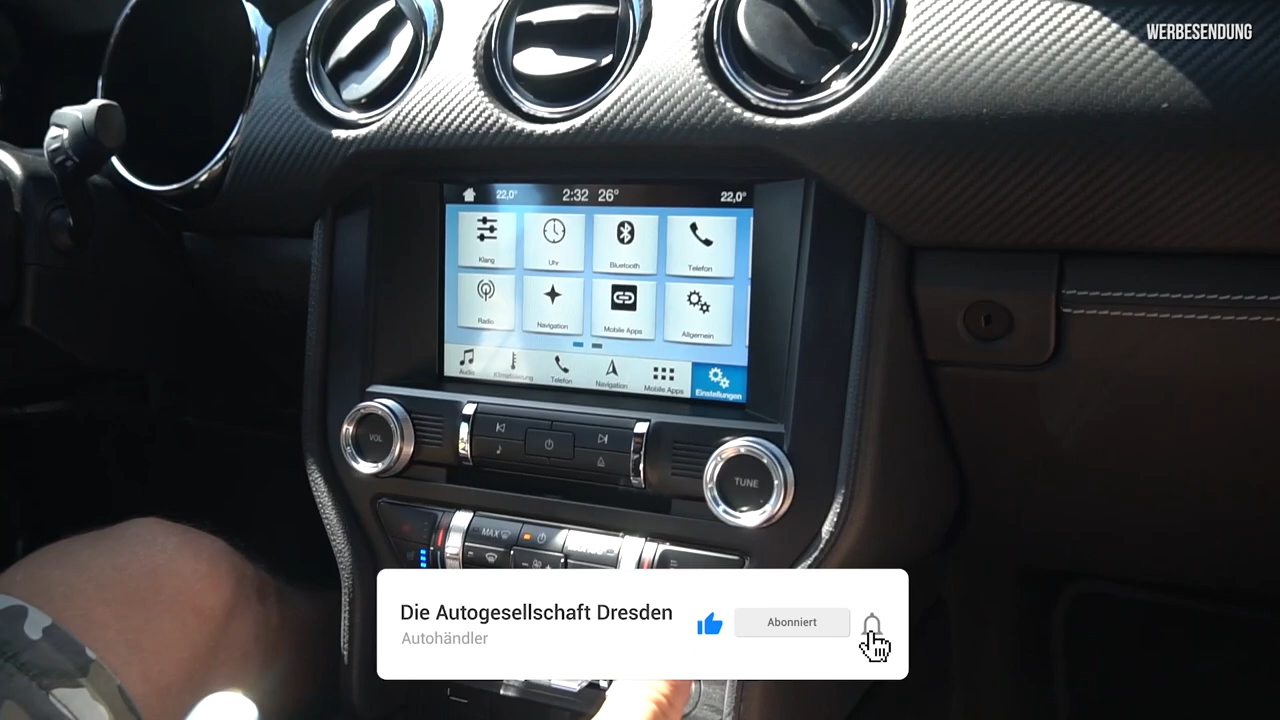 WERBESENDUNG
22,0° 2:32 26° 22,0°
Klang Uhr Bluetooth Telefon
Radio Navigation Mobile Apps Allgemein
Audio Klimatisierung Telefon Navigation Mobile Apps Einstellungen
VOL
TUNE
MAX
Die Autogesellschaft Dresden
Autohändler
Abonniert